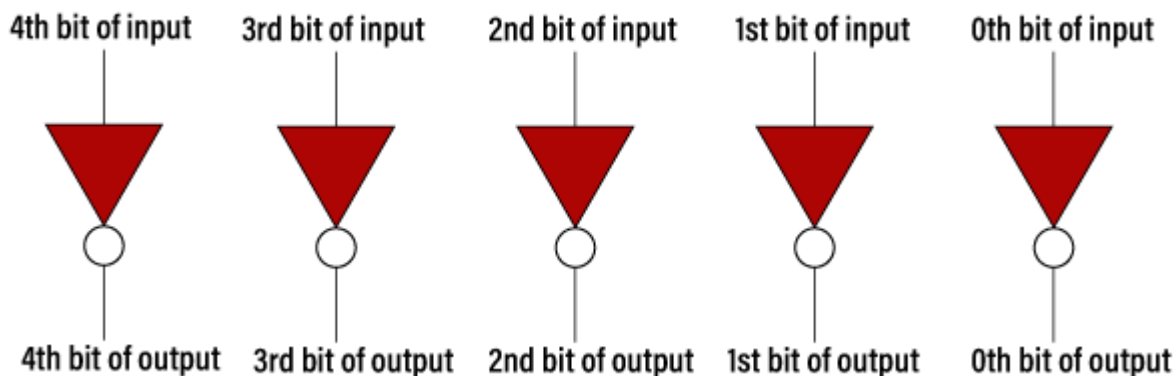 4th bit of input
3rd bit of input
2nd bit of input
1st bit of input
0th bit of input
4th bit of output
3rd bit of output
2nd bit of output
1st bit of output
0th bit of output